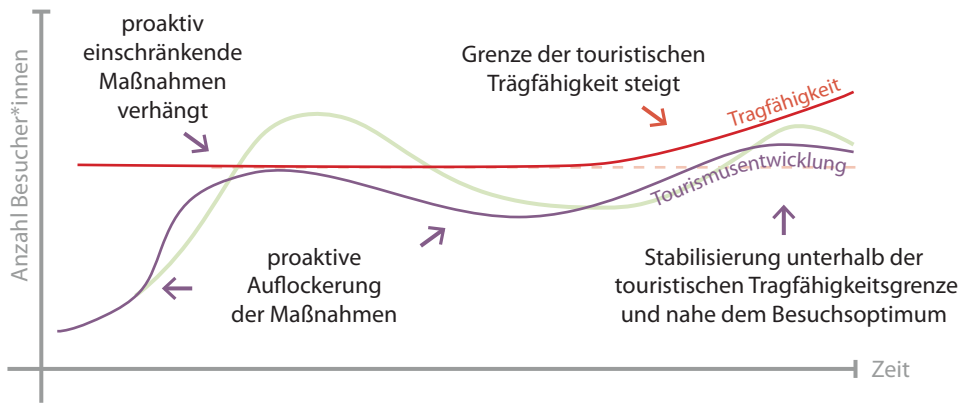 Anzahl Besucher*innen
proaktiv
einschränkende
Maßnahmen
verhängt
Grenze der touristischen
Trägfähigkeit steigt
Tragfähigkeit
Tourismusentwicklung
proaktive
Auflockerung
der Maßnahmen
Stabilisierung unterhalb der
touristischen Tragfähigkeitsgrenze
und nahe dem Besuchsoptimum
Zeit